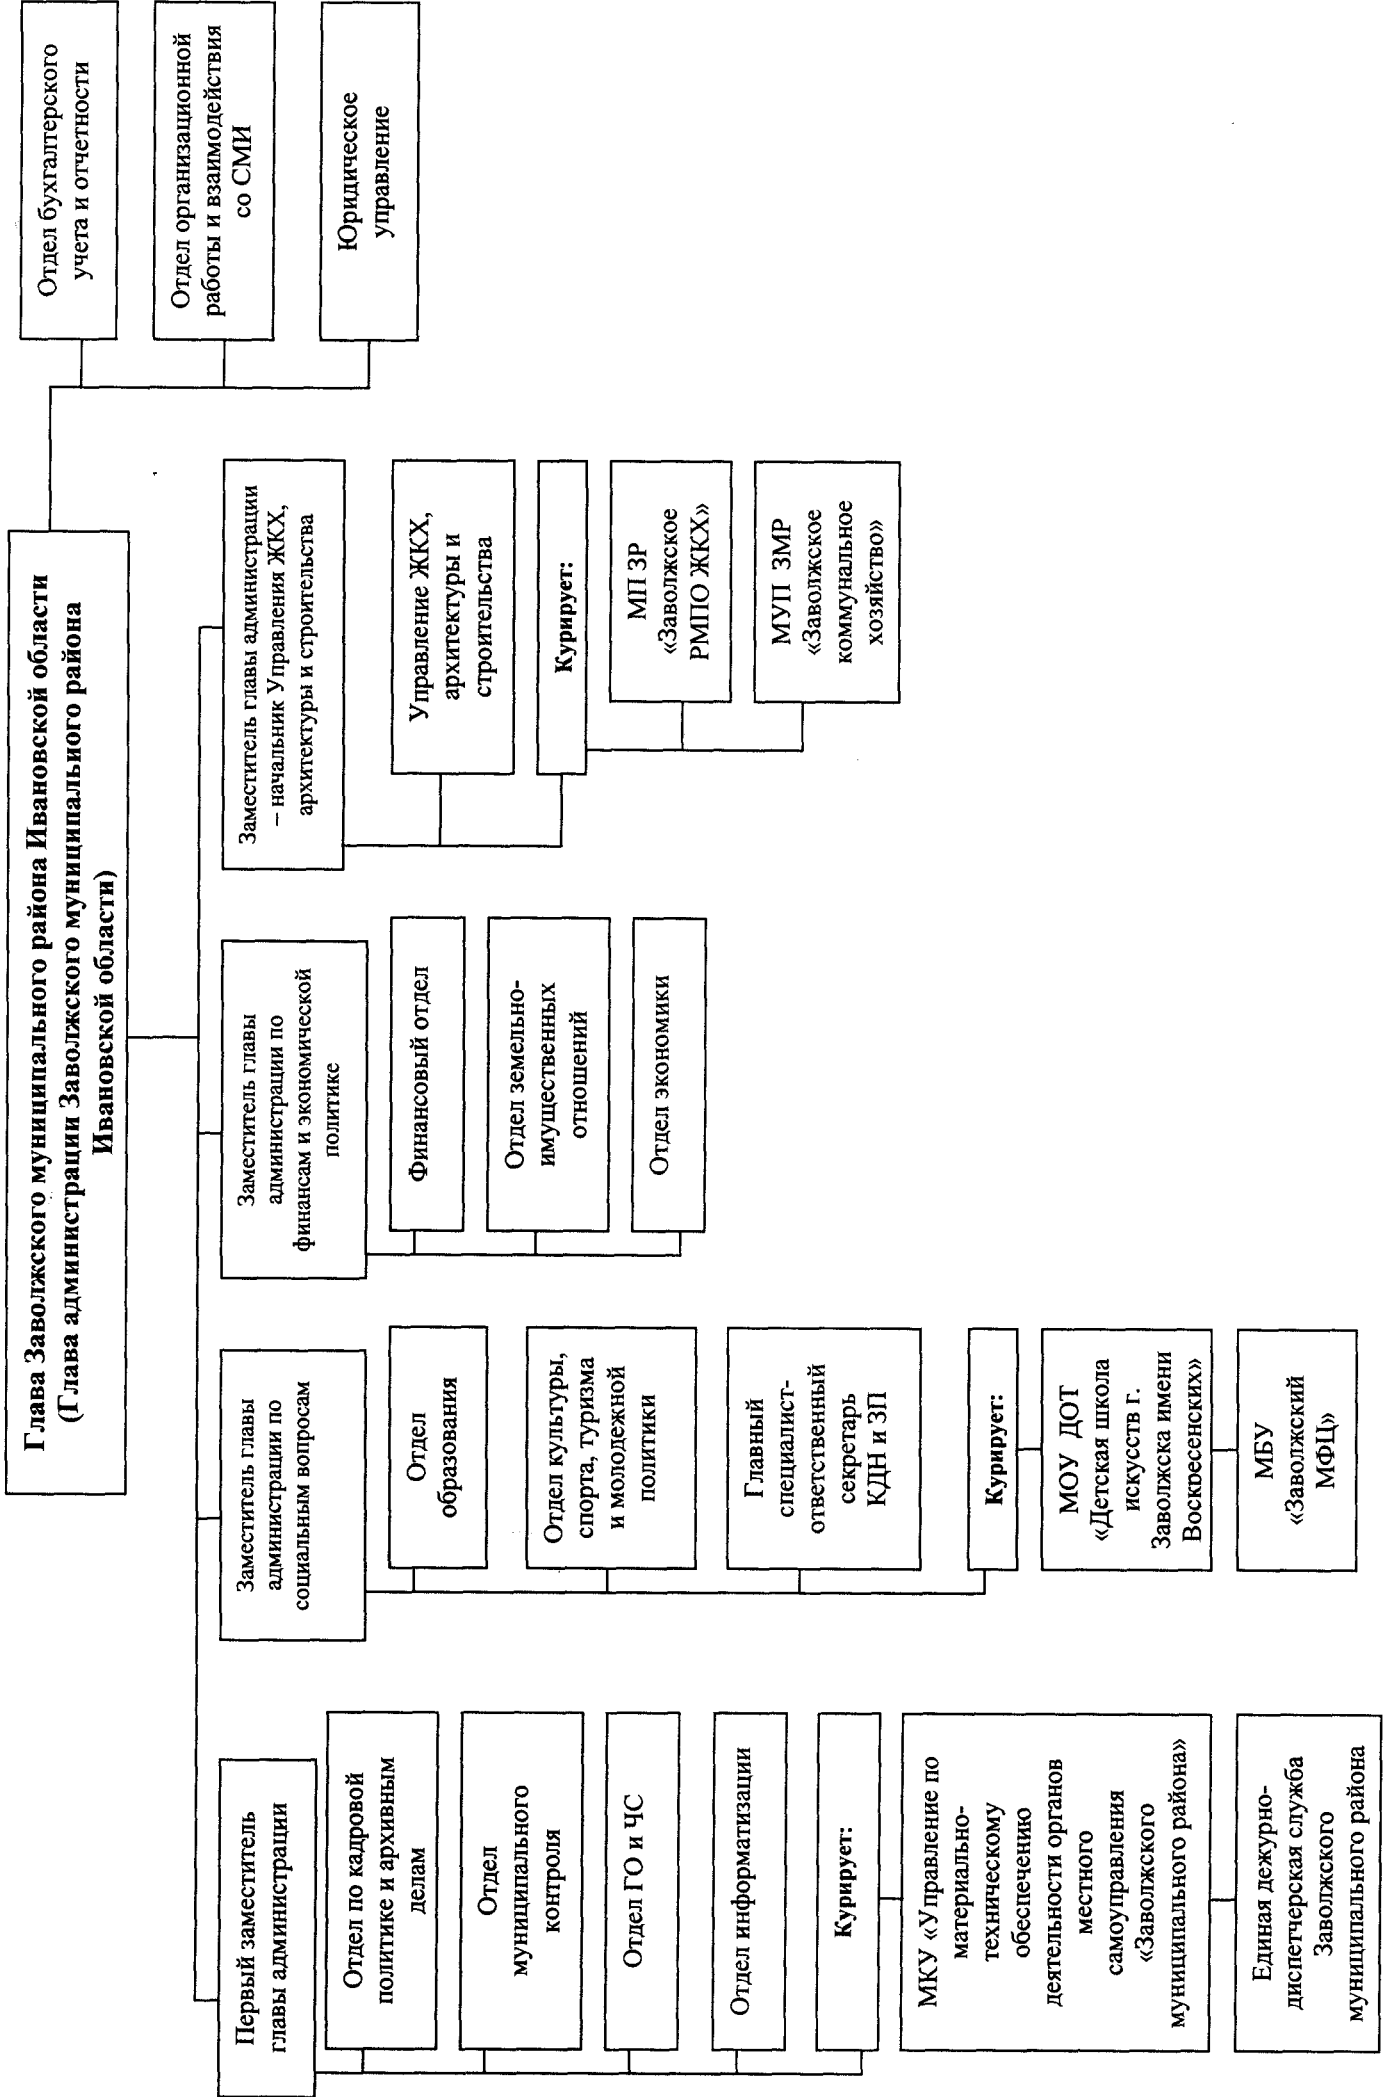 Глава Заволжского муниципального района Ивановской области
(Глава администрации Заволжского муниципального района
Ивановской области)
Первый заместитель
главы администрации
Отдел по кадровой
политике и архивным
делам
Отдел
муниципального
контроля
Отдел ГО и ЧС
Отдел информатизации
Курирует:
МКУ «Управление по
материально-
техническому
обеспечению
деятельности органов
местного
самоуправления
«Заволжского
муниципального района»
Единая дежурно-
диспетчерская служба
Заволжского
муниципального района
Заместитель главы
администрации по
социальным вопросам
Отдел
образования
Отдел культуры,
спорта, туризма
и молодежной
политики
Главный
специалист-
ответственный
секретарь
КДН и ЗП
Курирует:
МОУ ДОТ
«Детская школа
искусств г.
Заволжска имени
Воскресенских»
МБУ
«Заволжский
МФЦ»
Заместитель главы
администрации по
финансам и экономической
политике
Финансовый отдел
Отдел земельно-
имущественных
отношений
Отдел экономики
Заместитель главы администрации
– начальник Управления ЖКХ,
архитектуры и строительства
Управление ЖКХ,
архитектуры и
строительства
Курирует:
МП ЗР
«Заволжское
РМПО ЖКХ»
МУП ЗМР
«Заволжское
коммунальное
хозяйство»
Отдел бухгалтерского
учета и отчетности
Отдел организационной
работы и взаимодействия
со СМИ
Юридическое
управление